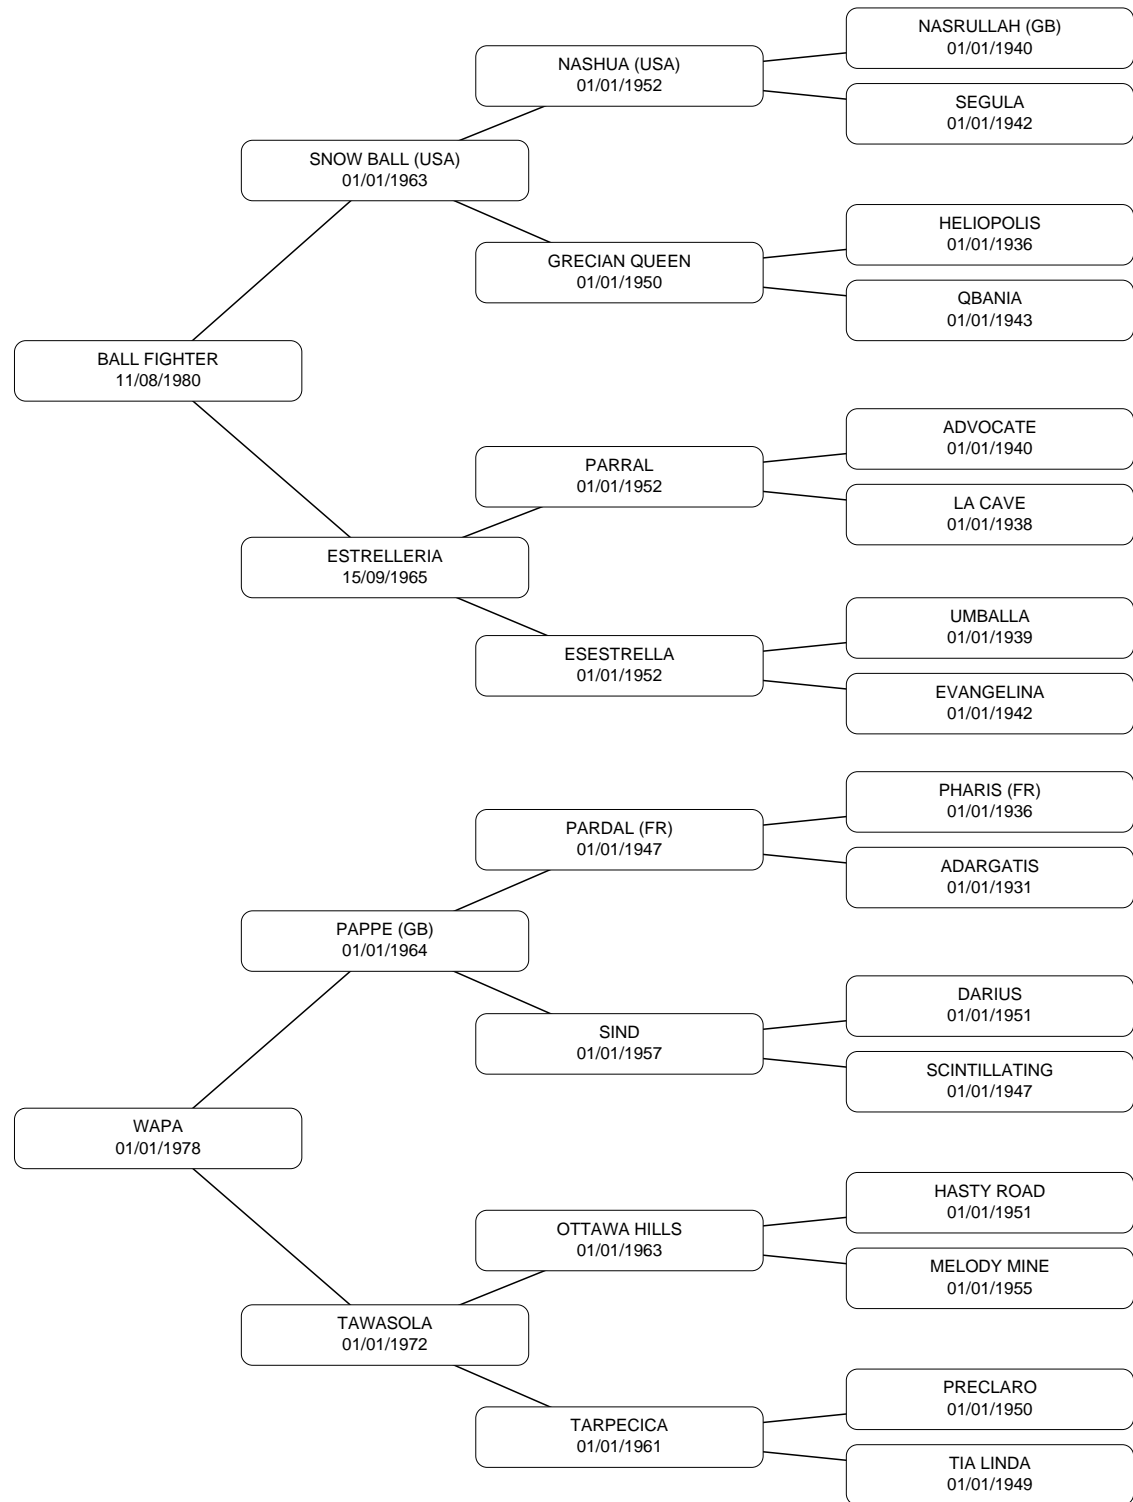 NASRULLAH (GB)
01/01/1940
NASHUA (USA)
01/01/1952
SEGULA
01/01/1942
SNOW BALL (USA)
01/01/1963
HELIOPOLIS
01/01/1936
GRECIAN QUEEN
01/01/1950
QBANIA
01/01/1943
BALL FIGHTER
11/08/1980
ADVOCATE
01/01/1940
PARRAL
01/01/1952
LA CAVE
01/01/1938
ESTRELLERIA
15/09/1965
UMBALLA
01/01/1939
ESESTRELLA
01/01/1952
EVANGELINA
01/01/1942
PHARIS (FR)
01/01/1936
PARDAL (FR)
01/01/1947
ADARGATIS
01/01/1931
PAPPE (GB)
01/01/1964
DARIUS
01/01/1951
SIND
01/01/1957
SCINTILLATING
01/01/1947
WAPA
01/01/1978
HASTY ROAD
01/01/1951
OTTAWA HILLS
01/01/1963
MELODY MINE
01/01/1955
TAWASOLA
01/01/1972
PRECLARO
01/01/1950
TARPECICA
01/01/1961
TIA LINDA
01/01/1949